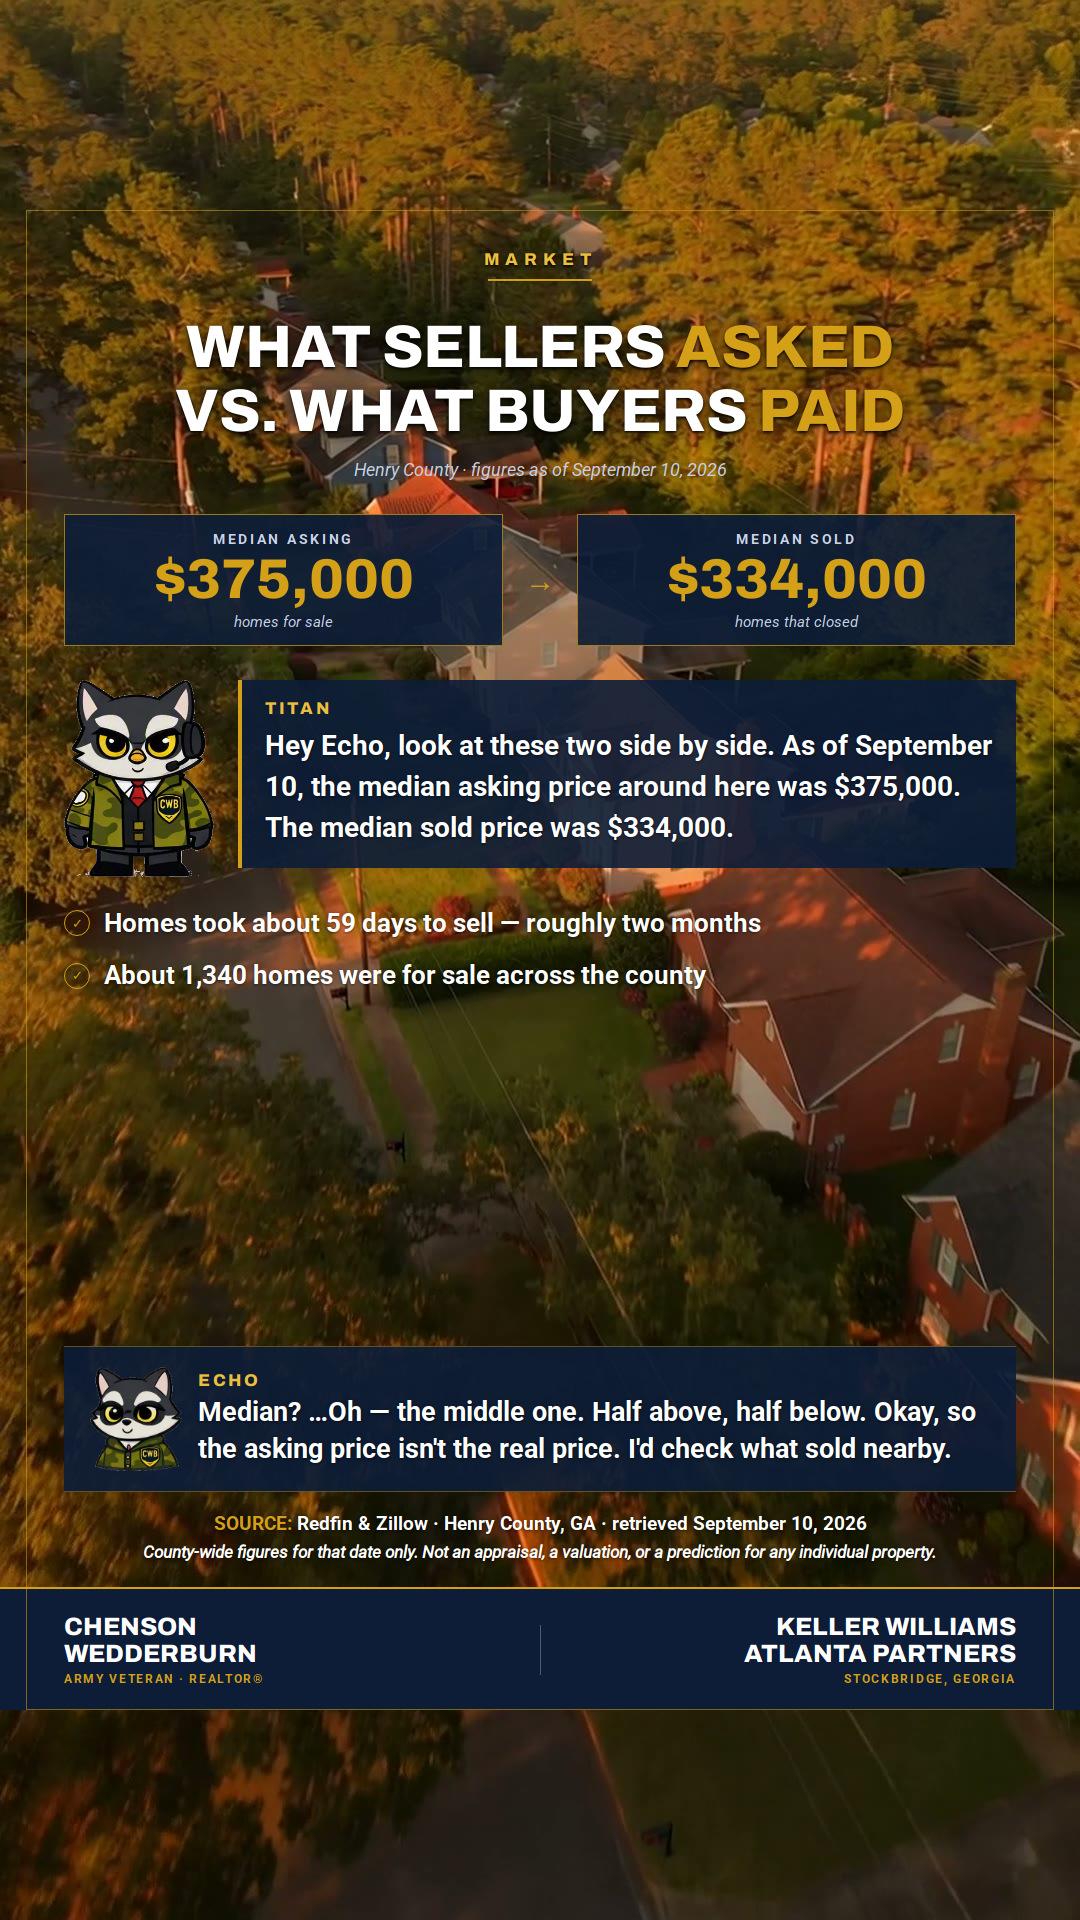 MARKET
WHAT SELLERS ASKED
VS. WHAT BUYERS PAID
Henry County · figures as of September 10, 2026
MEDIAN ASKING
$375,000
homes for sale
→
MEDIAN SOLD
$334,000
homes that closed
TITAN
Hey Echo, look at these two side by side. As of September
10, the median asking price around here was $375,000.
The median sold price was $334,000.
CWB
✓ Homes took about 59 days to sell — roughly two months
✓ About 1,340 homes were for sale across the county
ECHO
Median? ...Oh — the middle one. Half above, half below. Okay, so
the asking price isn't the real price. I'd check what sold nearby.
CWB
SOURCE: Redfin & Zillow · Henry County, GA · retrieved September 10, 2026
County-wide figures for that date only. Not an appraisal, a valuation, or a prediction for any individual property.
CHENSON
WEDDERBURN
ARMY VETERAN · REALTOR®
KELLER WILLIAMS
ATLANTA PARTNERS
STOCKBRIDGE, GEORGIA